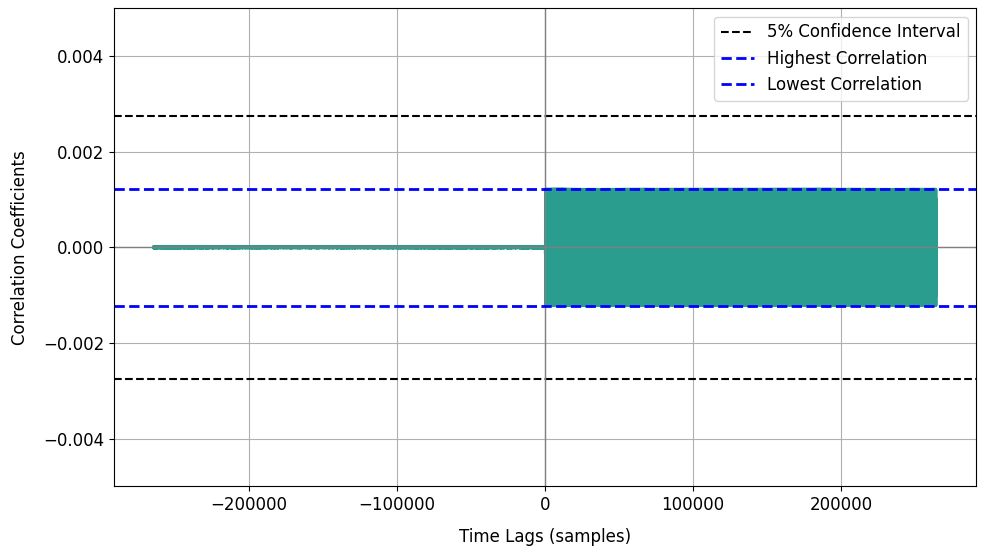 5% Confidence Interval
Highest Correlation
Lowest Correlation
Correlation Coefficients
0.004
0.002
0.000
−0.002
−0.004
−200000
−100000
0
100000
200000
Time Lags (samples)